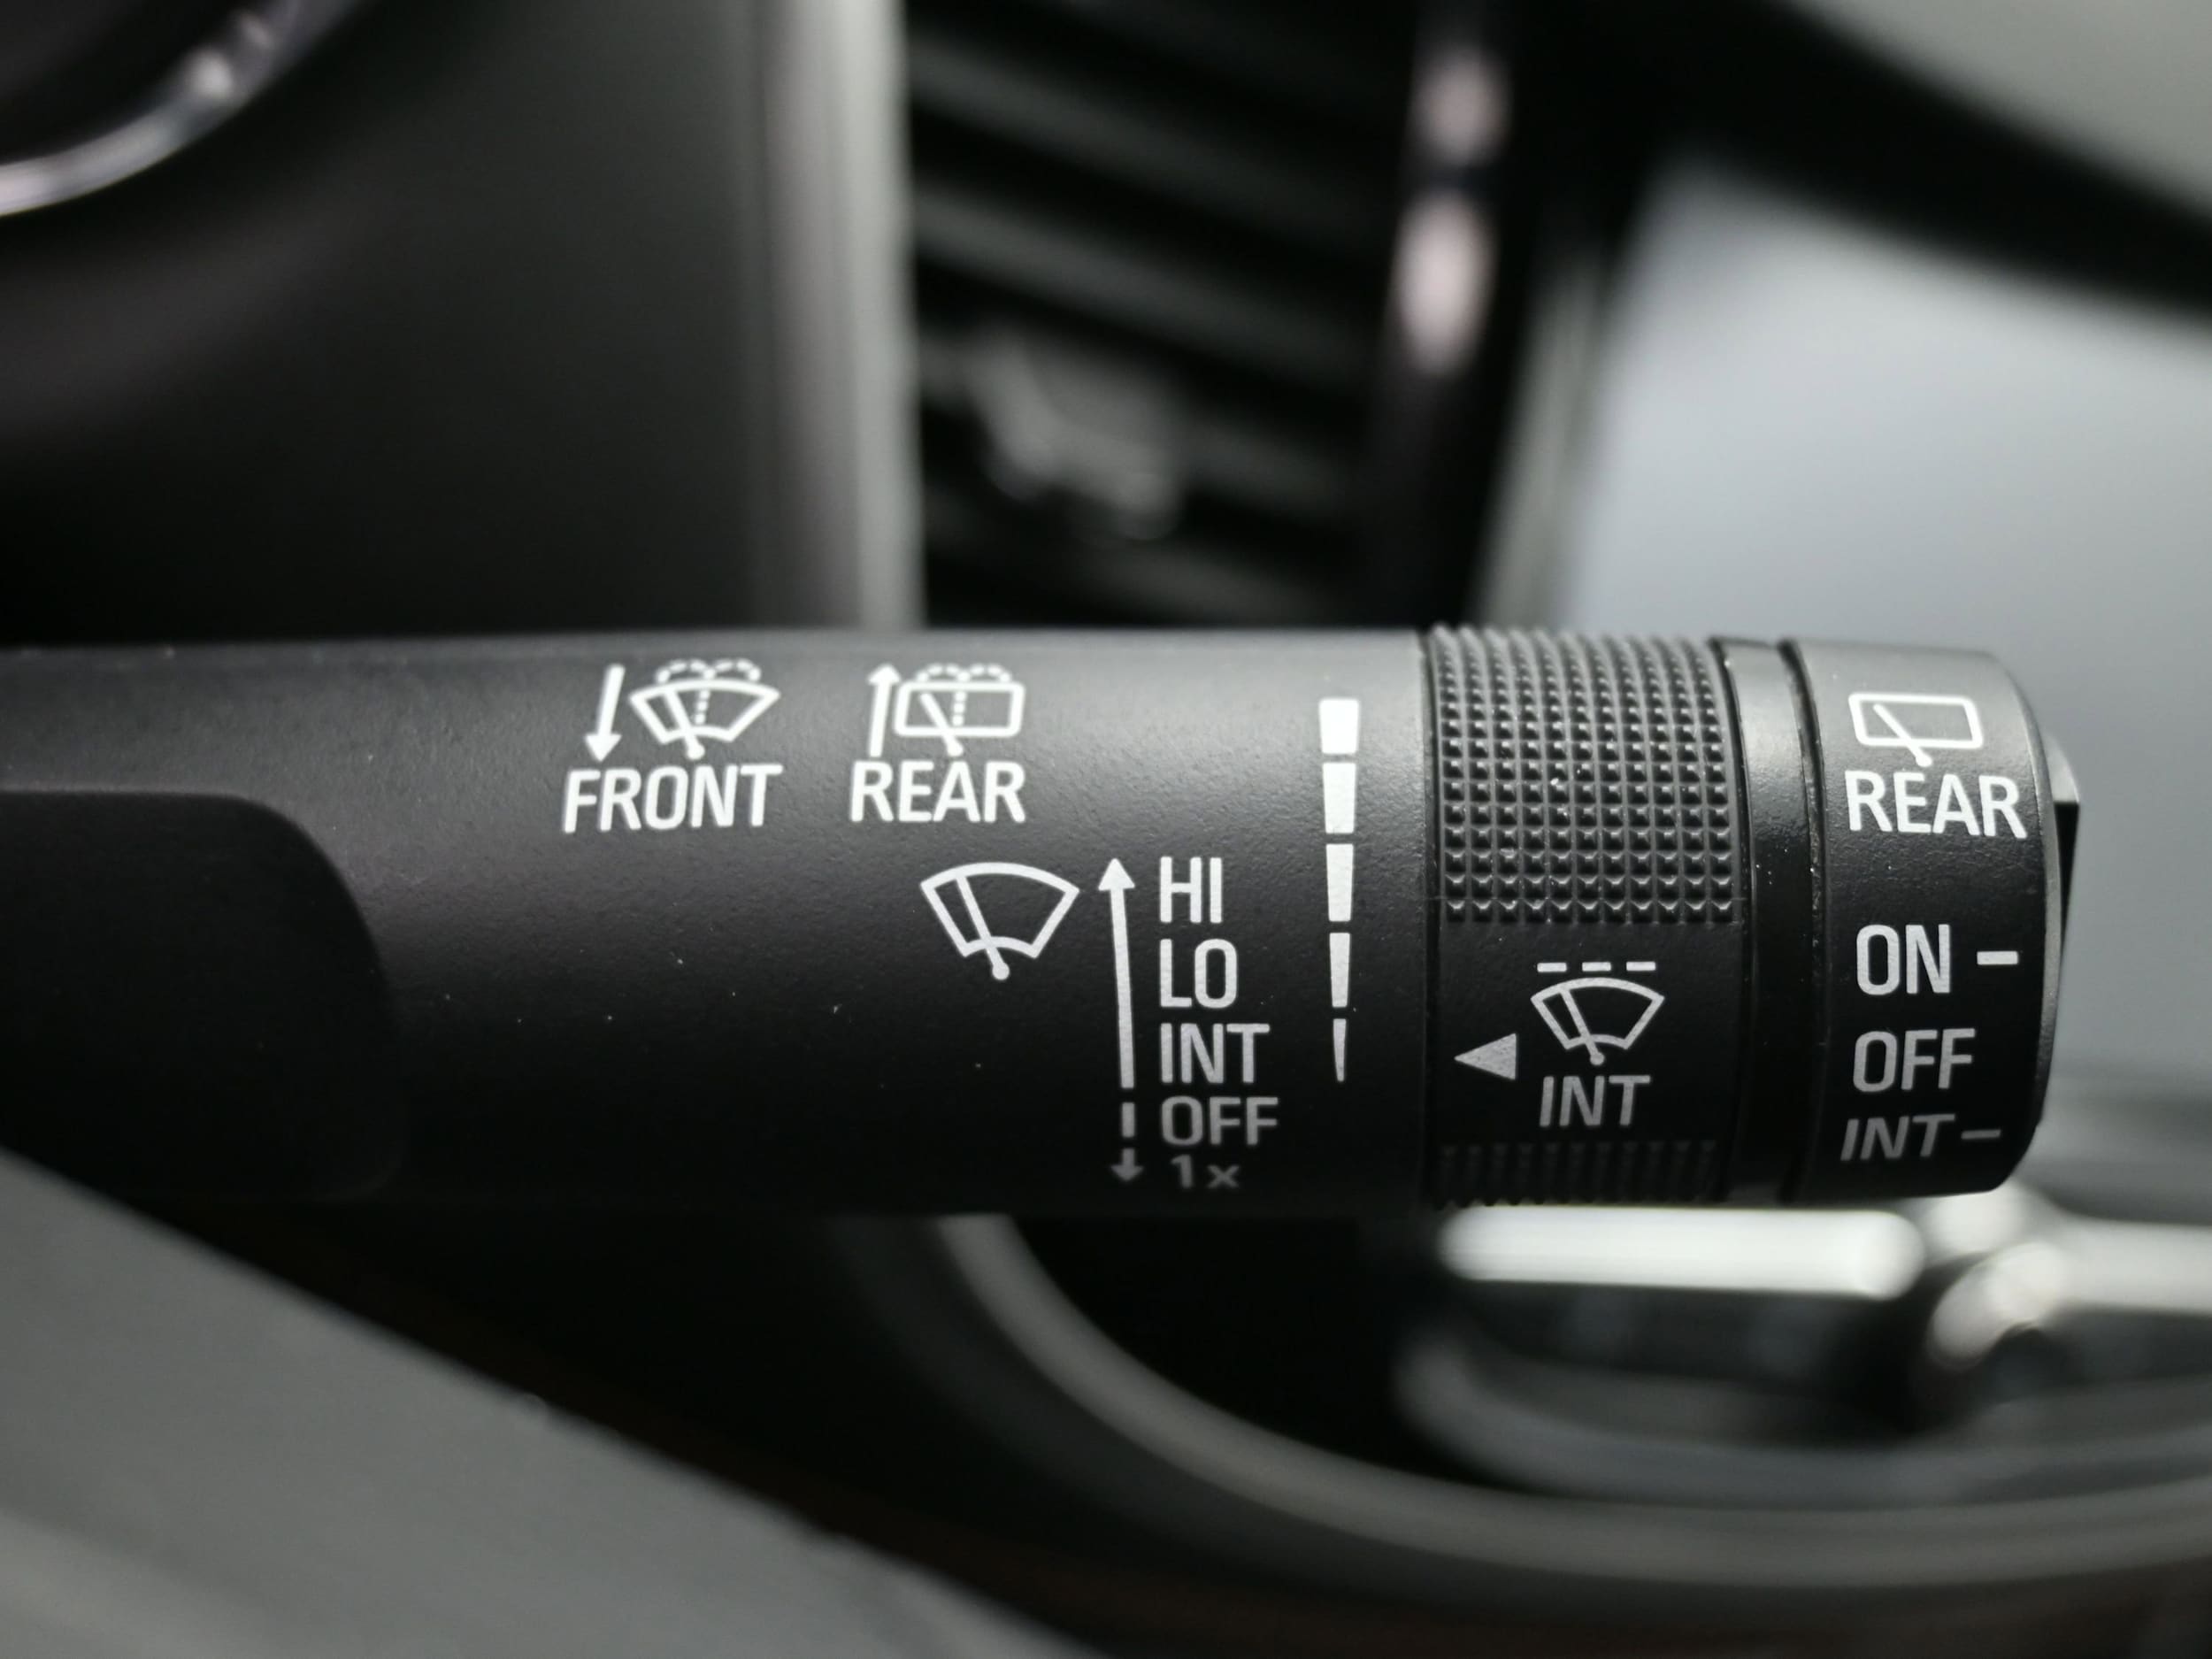 FRONT
REAR
HI
LO
INT
OFF
1x
INT
REAR
ON –
OFF
INT –